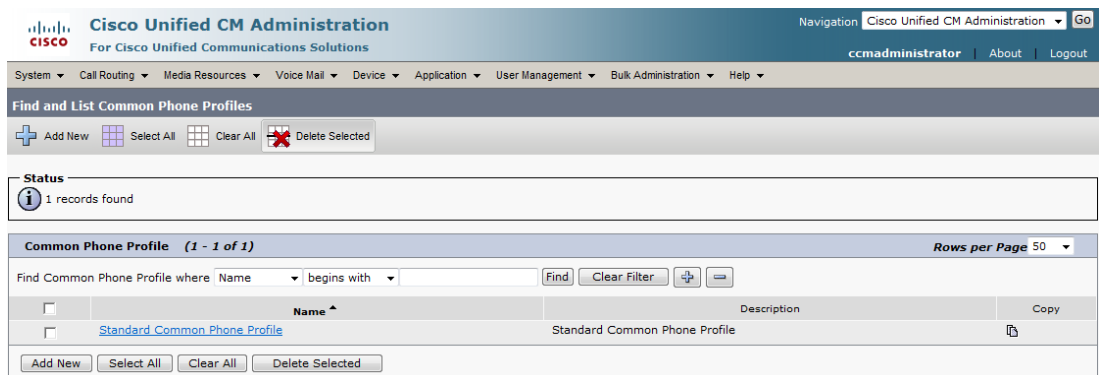 Cisco Unified CM Administration
Navigation Cisco Unified CM Administration Go
CISCO For Cisco Unified Communications Solutions
ccmadministrator | About | Logout
System Call Routing Media Resources Voice Mail Device Application User Management Bulk Administration Help
Find and List Common Phone Profiles
Add New Select All Clear All Delete Selected
Status
1 records found
Common Phone Profile (1 - 1 of 1) Rows per Page 50
Find Common Phone Profile where Name begins with Find Clear Filter
Name Description Copy
Standard Common Phone Profile Standard Common Phone Profile
Add New Select All Clear All Delete Selected